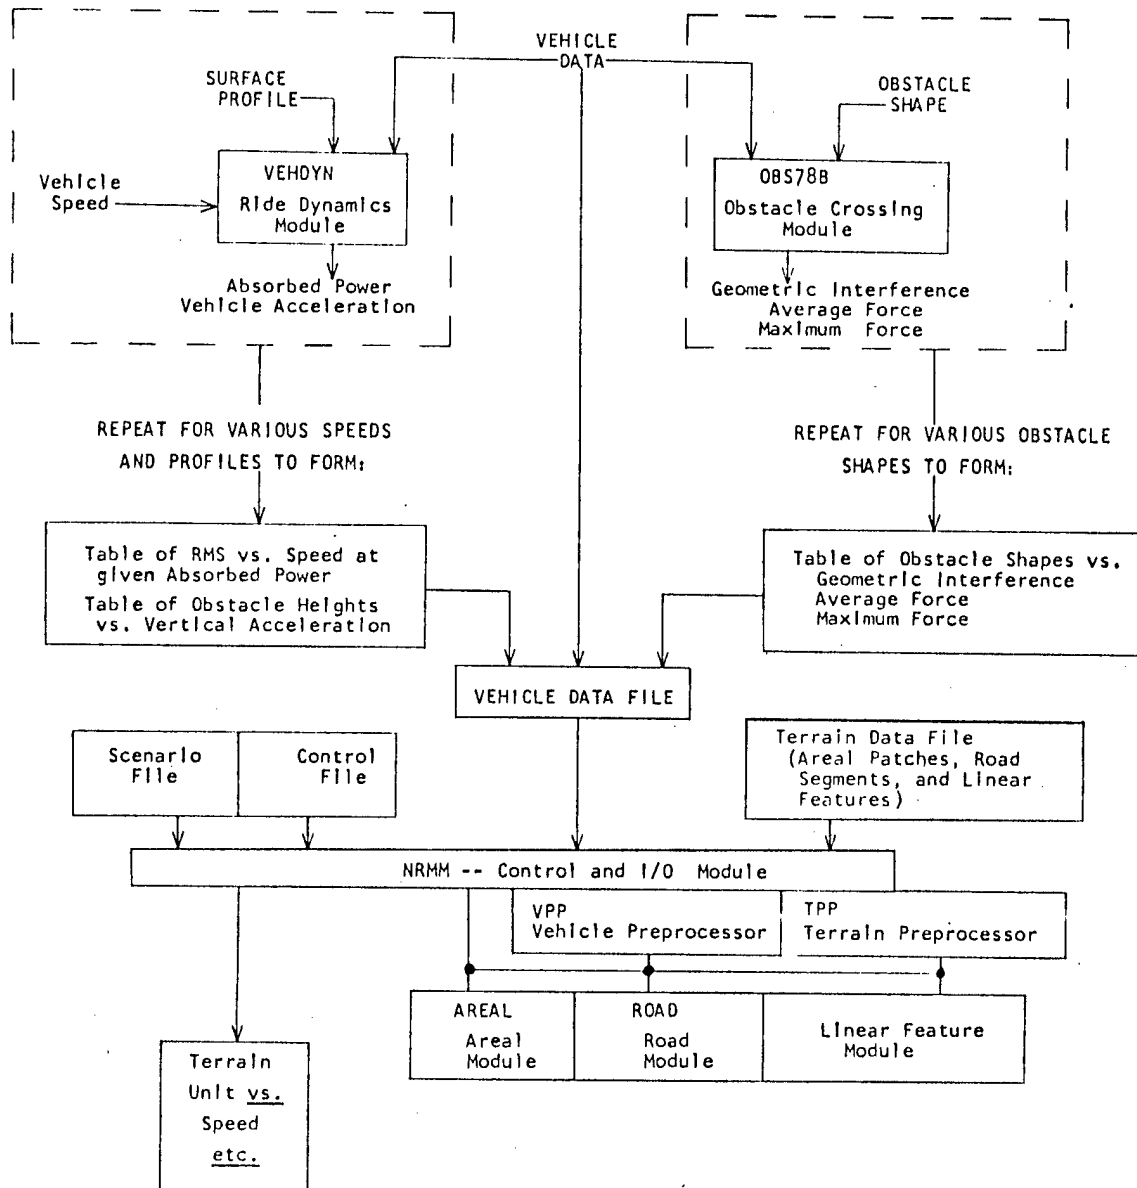 VEHICLE
DATA
SURFACE
PROFILE
OBSTACLE
SHAPE
Vehicle
Speed
VEHDYN
Ride Dynamics
Module
OBS78B
Obstacle Crossing
Module
Absorbed Power
Vehicle Acceleration
Geometric Interference
Average Force
Maximum Force
REPEAT FOR VARIOUS SPEEDS
AND PROFILES TO FORM:
REPEAT FOR VARIOUS OBSTACLE
SHAPES TO FORM:
Table of RMS vs. Speed at
given Absorbed Power
Table of Obstacle Heights
vs. Vertical Acceleration
Table of Obstacle Shapes vs.
Geometric Interference
Average Force
Maximum Force
VEHICLE DATA FILE
Scenario
File
Control
File
Terrain Data File
(Areal Patches, Road
Segments, and Linear
Features)
NRMM -- Control and I/O Module
VPP
Vehicle Preprocessor
TPP
Terrain Preprocessor
AREAL
Areal
Module
ROAD
Road
Module
Linear Feature
Module
Terrain
Unit vs.
Speed
etc.